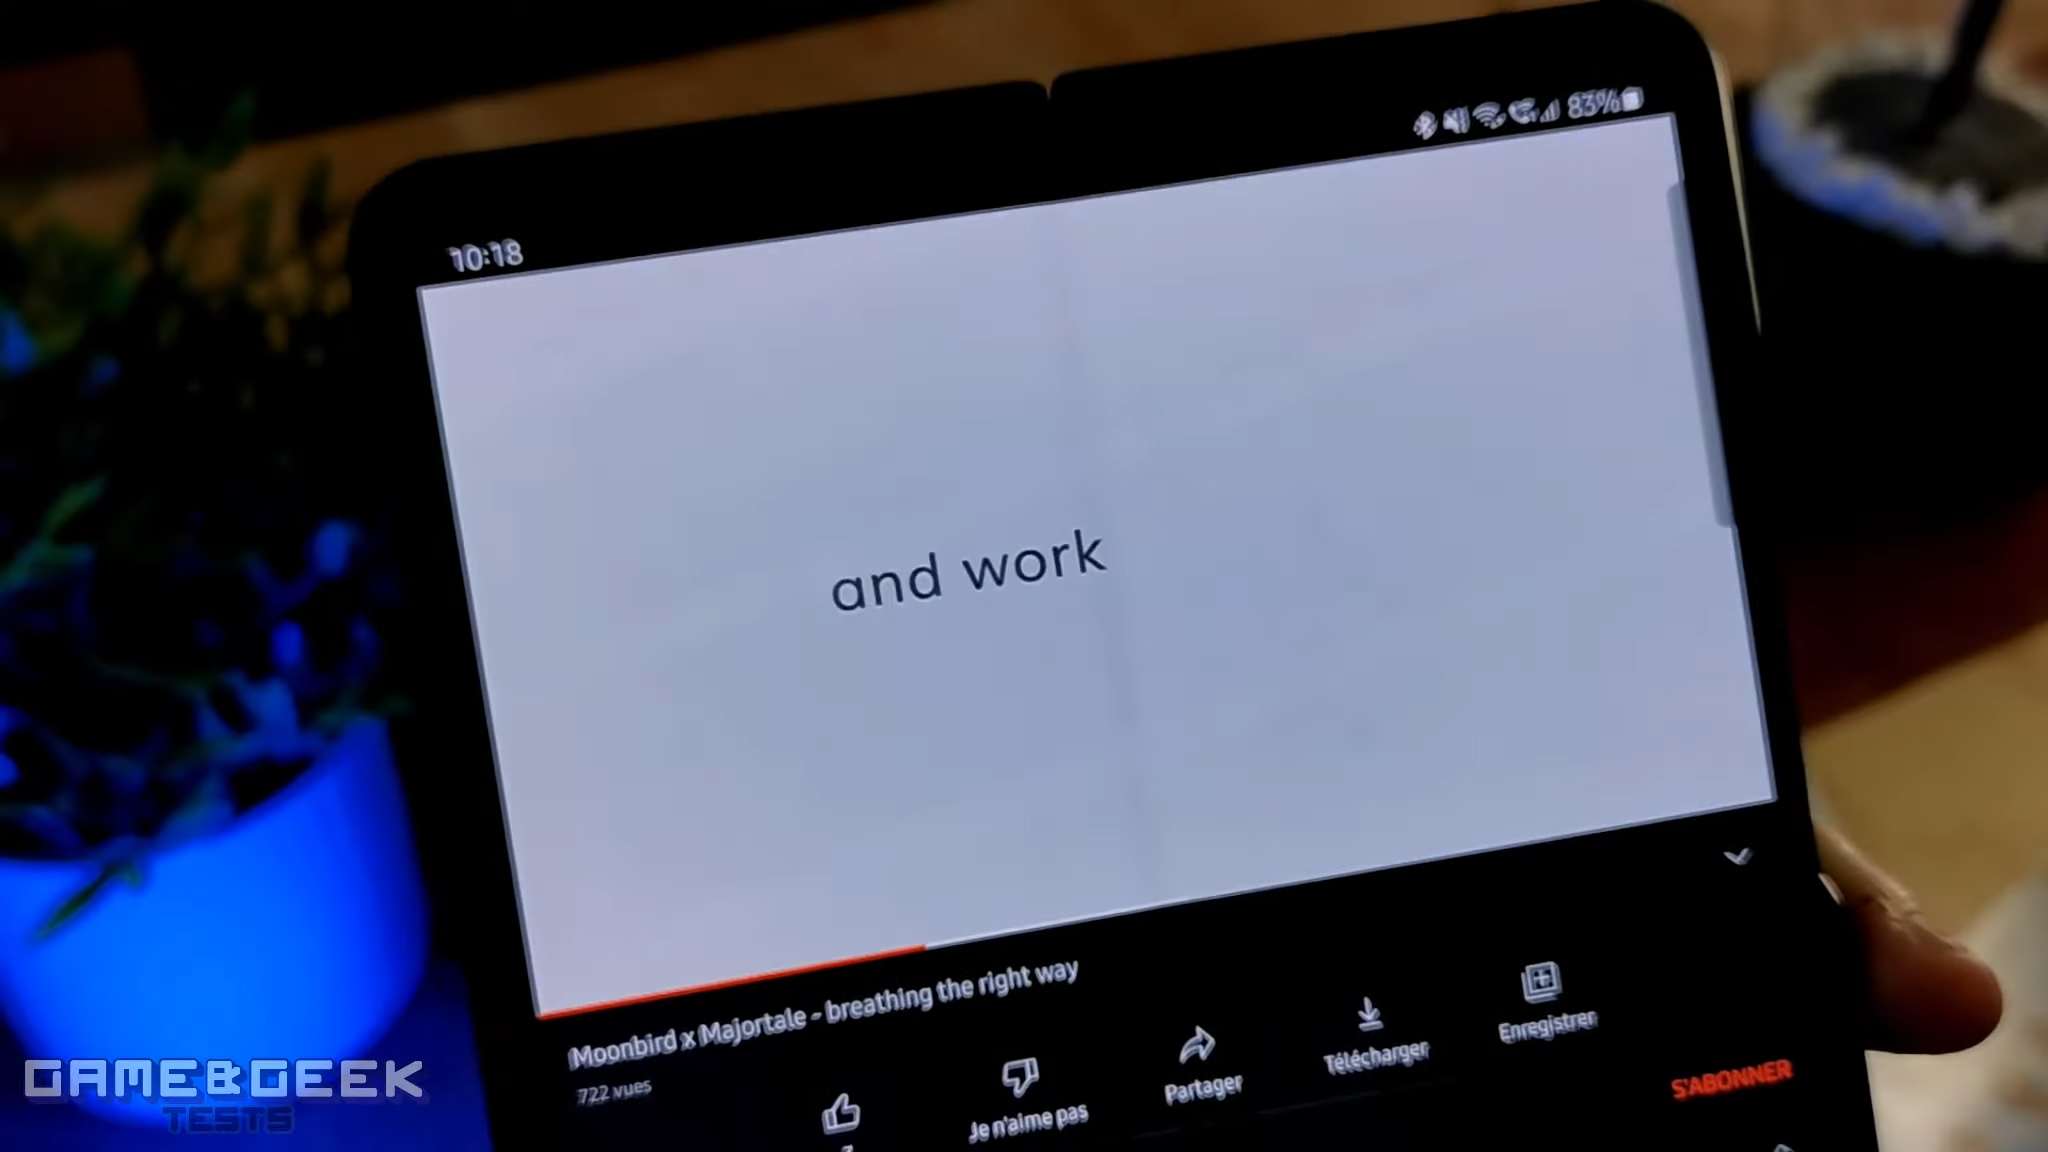 10:18
83%
and work
Moonbird x Majortale - breathing the right way
722 vues
Je n'aime pas
Partager
Télécharger
Enregistrer
S'ABONNER
GAME&GEEK
TESTS